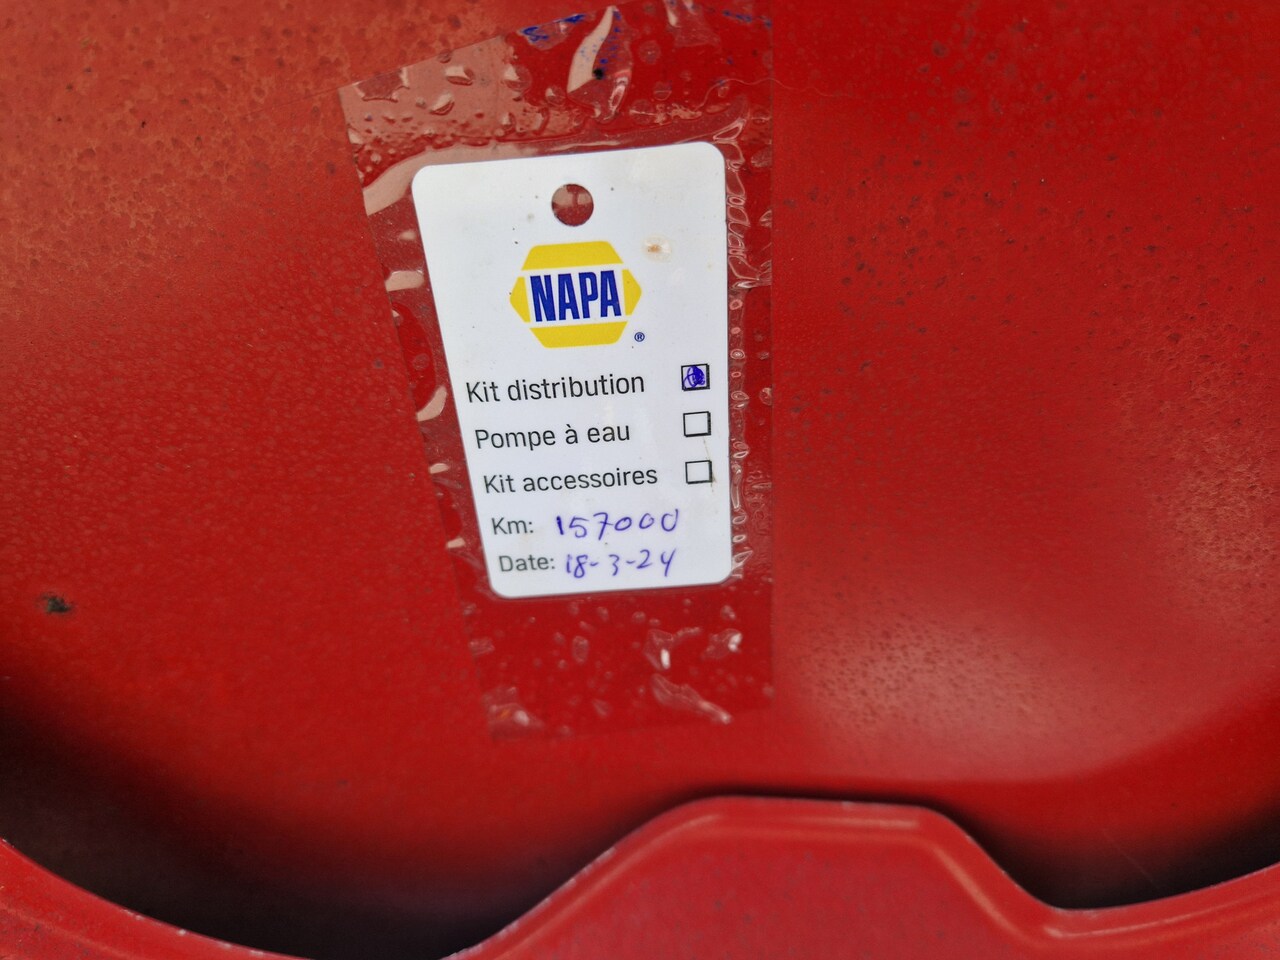 NAPA
®
Kit distribution
Pompe à eau
Kit accessoires
Km: 157000
Date: 18-3-24